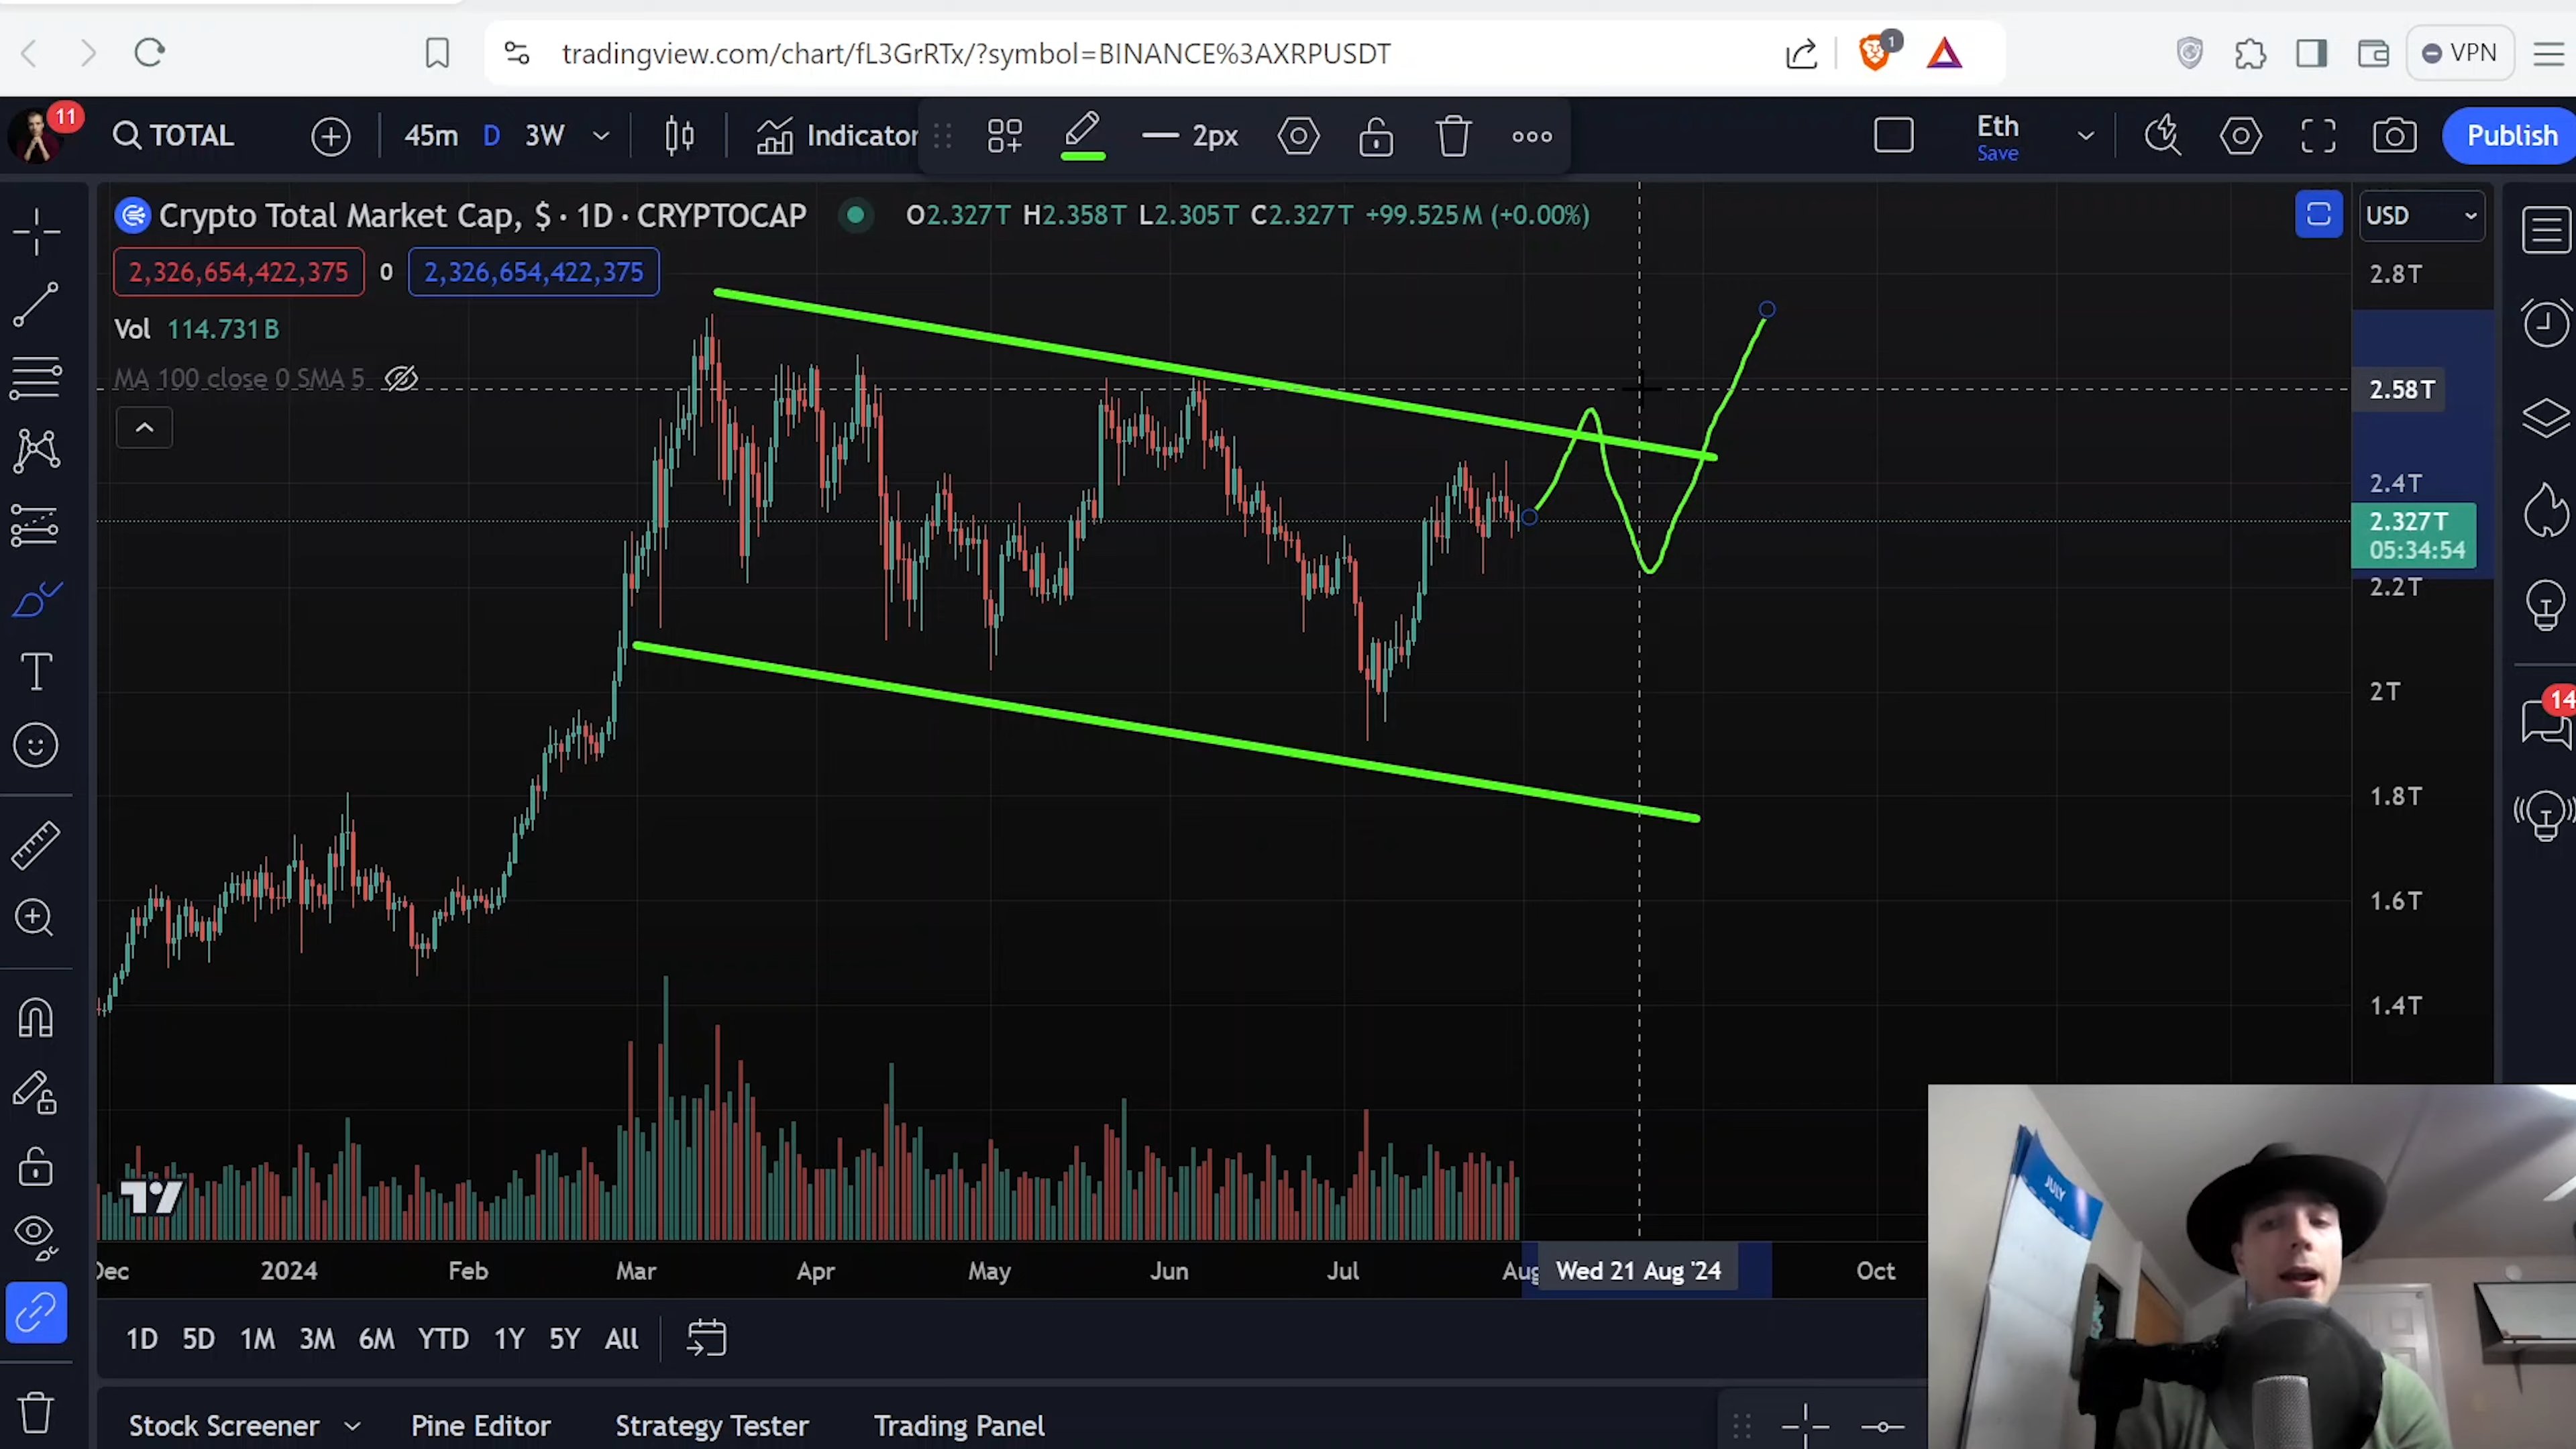 tradingview.com/chart/fL3GrRTx/?symbol=BINANCE%3AXRPUSDT
1
VPN
11
TOTAL
45m D 3W
Indicator
2px
Eth
Save
Publish
Crypto Total Market Cap, $ · 1D · CRYPTOCAP
O2.327T H2.358T L2.305T C2.327T +99.525M (+0.00%)
USD
2,326,654,422,375 0 2,326,654,422,375
Vol 114.731B
MA 100 close 0 SMA 5
2.8T
2.58T
2.4T
2.327T
05:34:54
2.2T
2T
1.8T
1.6T
1.4T
14
Dec 2024 Feb Mar Apr May Jun Jul Aug Wed 21 Aug '24 Oct
1D 5D 1M 3M 6M YTD 1Y 5Y All
Stock Screener Pine Editor Strategy Tester Trading Panel
JULY